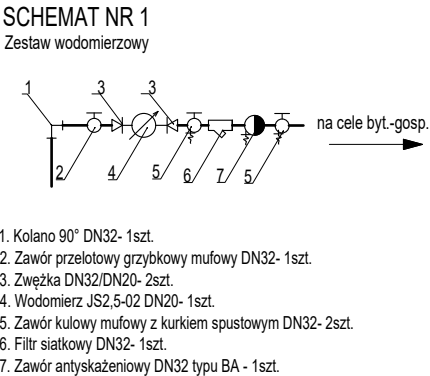 SCHEMAT NR 1
Zestaw wodomierzowy
1 3 3
na cele byt.-gosp.
2 4 5 6 7 5
1. Kolano 90° DN32- 1szt.
2. Zawór przelotowy grzybkowy mufowy DN32- 1szt.
3. Zwężka DN32/DN20- 2szt.
4. Wodomierz JS2,5-02 DN20- 1szt.
5. Zawór kulowy mufowy z kurkiem spustowym DN32- 2szt.
6. Filtr siatkowy DN32- 1szt.
7. Zawór antyskażeniowy DN32 typu BA - 1szt.